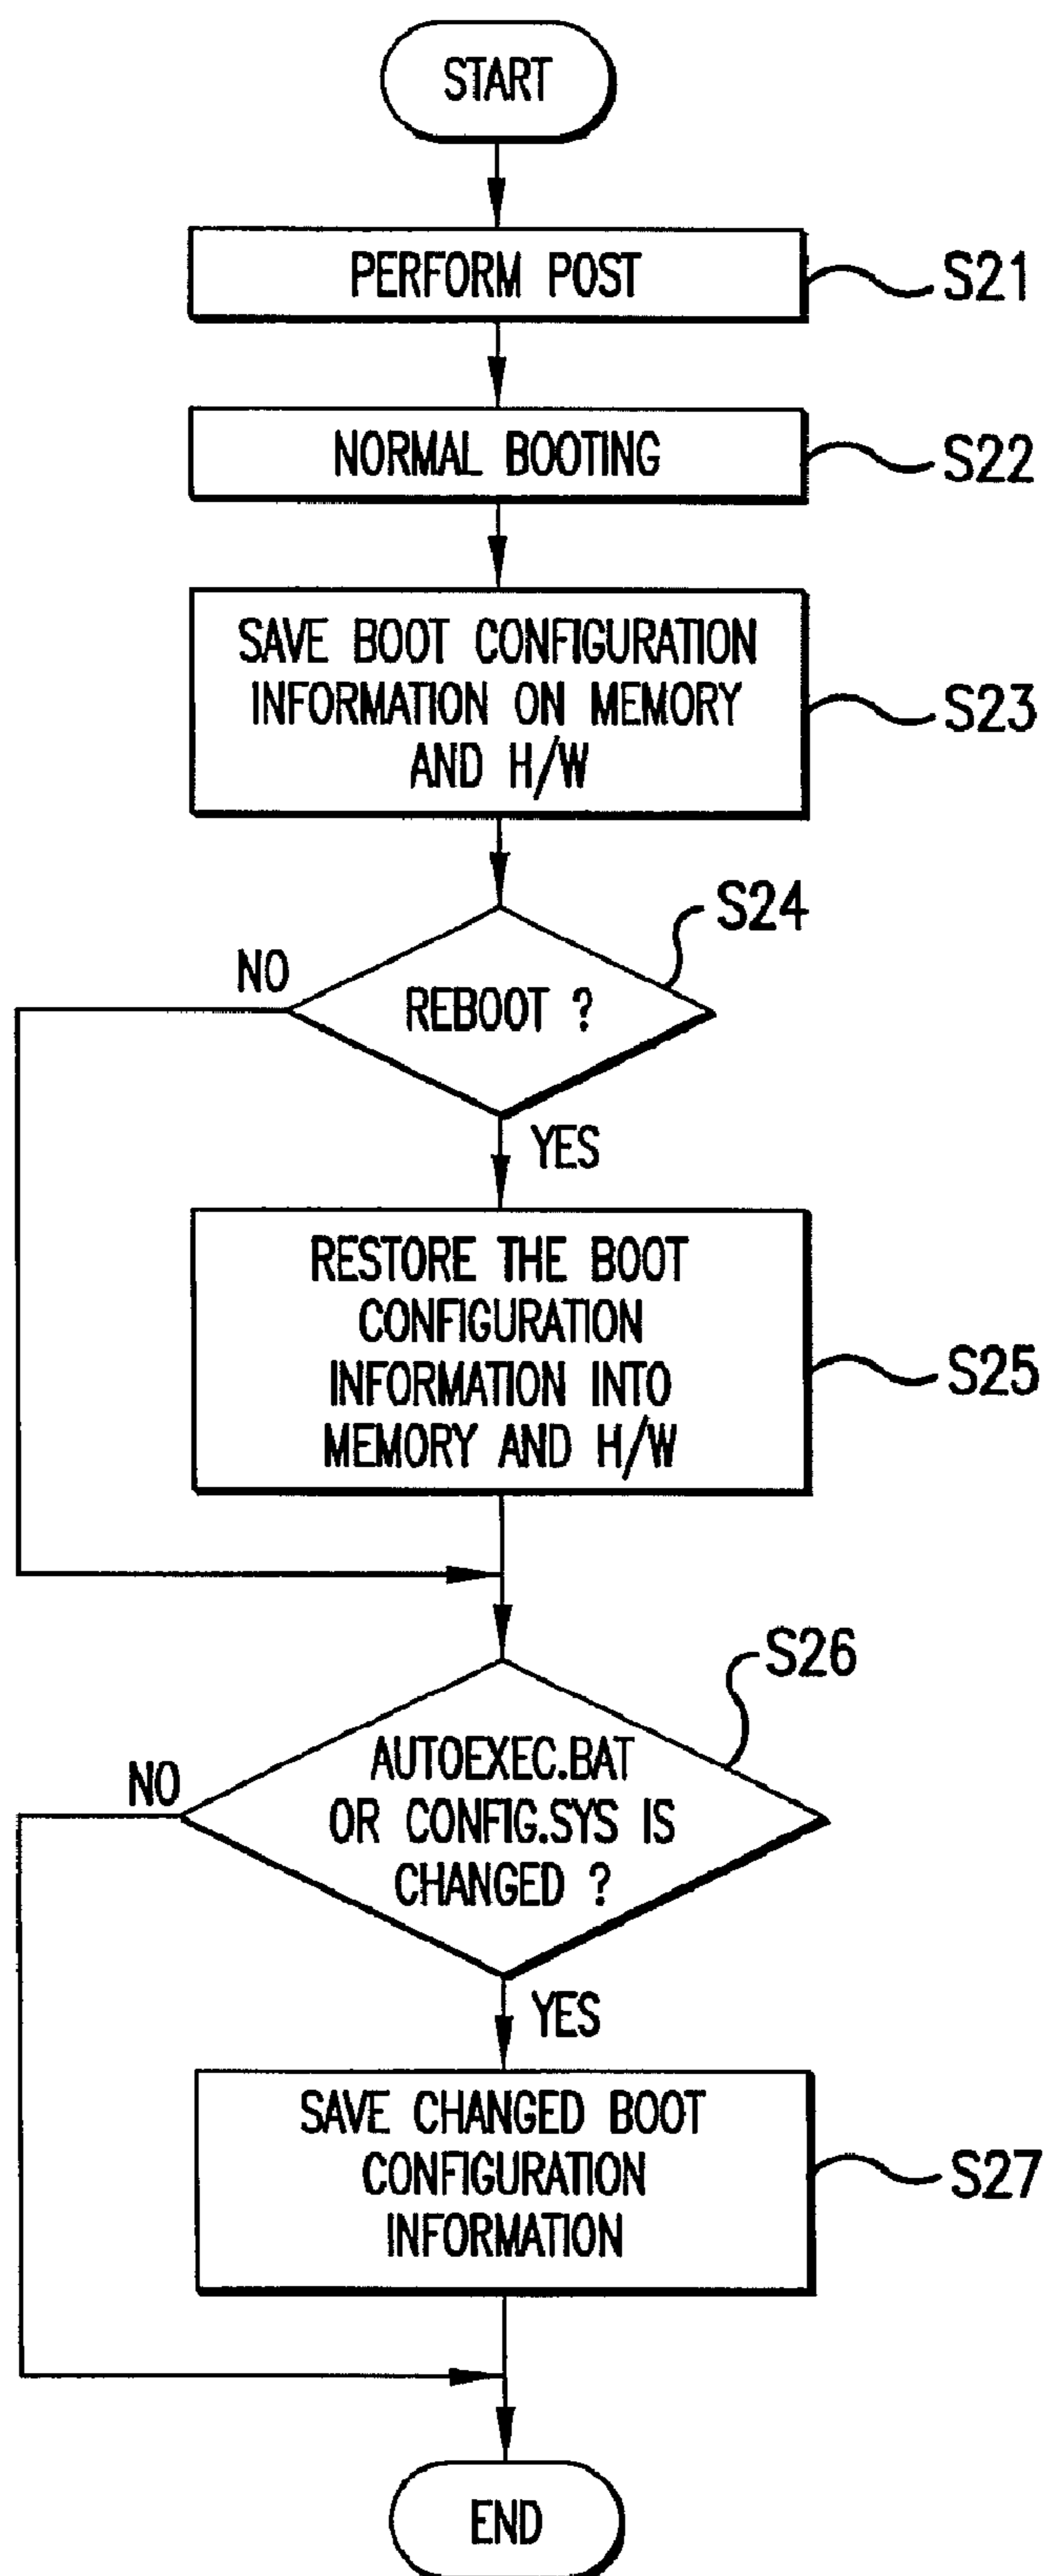 START
PERFORM POST
S21
NORMAL BOOTING
S22
SAVE BOOT CONFIGURATION
INFORMATION ON MEMORY
AND H/W
S23
S24
NO
REBOOT ?
YES
RESTORE THE BOOT
CONFIGURATION
INFORMATION INTO
MEMORY AND H/W
S25
S26
NO
AUTOEXEC.BAT
OR CONFIG.SYS IS
CHANGED ?
YES
SAVE CHANGED BOOT
CONFIGURATION
INFORMATION
S27
END